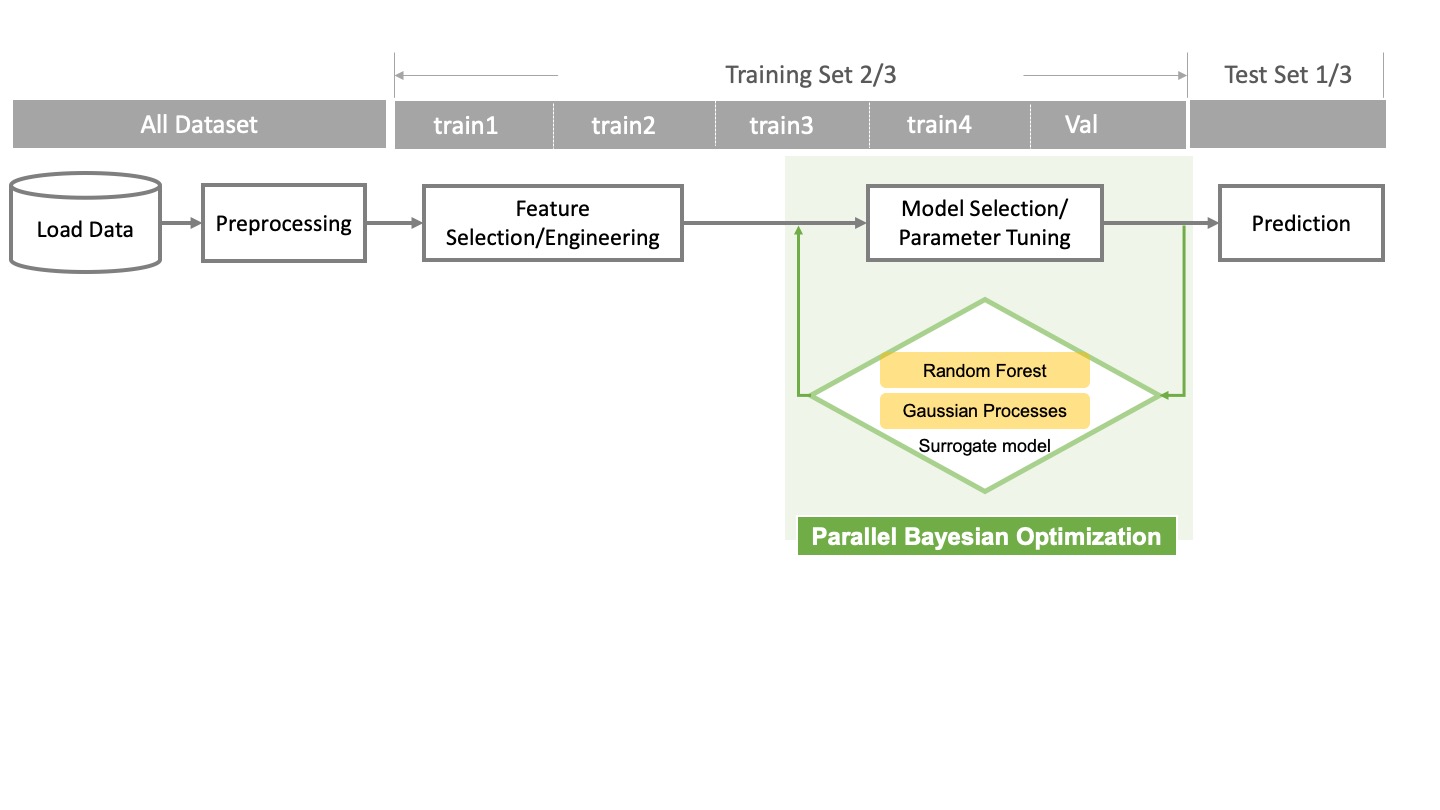 Training Set 2/3
Test Set 1/3
All Dataset
train1
train2
train3
train4
Val
Load Data
Preprocessing
Feature
Selection/Engineering
Model Selection/
Parameter Tuning
Prediction
Random Forest
Gaussian Processes
Surrogate model
Parallel Bayesian Optimization